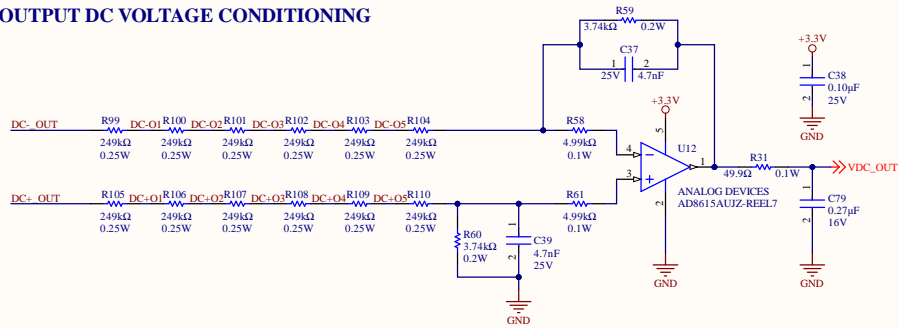 OUTPUT DC VOLTAGE CONDITIONING
R59
3.74kΩ 0.2W
C37
1 2
25V 4.7nF
+3.3V
1
C38
0.10µF
25V
2
GND
+3.3V
DC-_OUT R99 DC-O1 R100 DC-O2 R101 DC-O3 R102 DC-O4 R103 DC-O5 R104 R58
249kΩ 249kΩ 249kΩ 249kΩ 249kΩ 249kΩ 4.99kΩ
0.25W 0.25W 0.25W 0.25W 0.25W 0.25W 0.1W
5
4
U12
1
3
2
R31
49.9Ω 0.1W
VDC_OUT
ANALOG DEVICES
AD8615AUJZ-REEL7
DC+_OUT R105 DC+O1 R106 DC+O2 R107 DC+O3 R108 DC+O4 R109 DC+O5 R110 R61
249kΩ 249kΩ 249kΩ 249kΩ 249kΩ 249kΩ 4.99kΩ
0.25W 0.25W 0.25W 0.25W 0.25W 0.25W 0.1W
R60
3.74kΩ
0.2W
1
C39
4.7nF
25V
2
GND
GND
1
C79
0.27µF
16V
2
GND